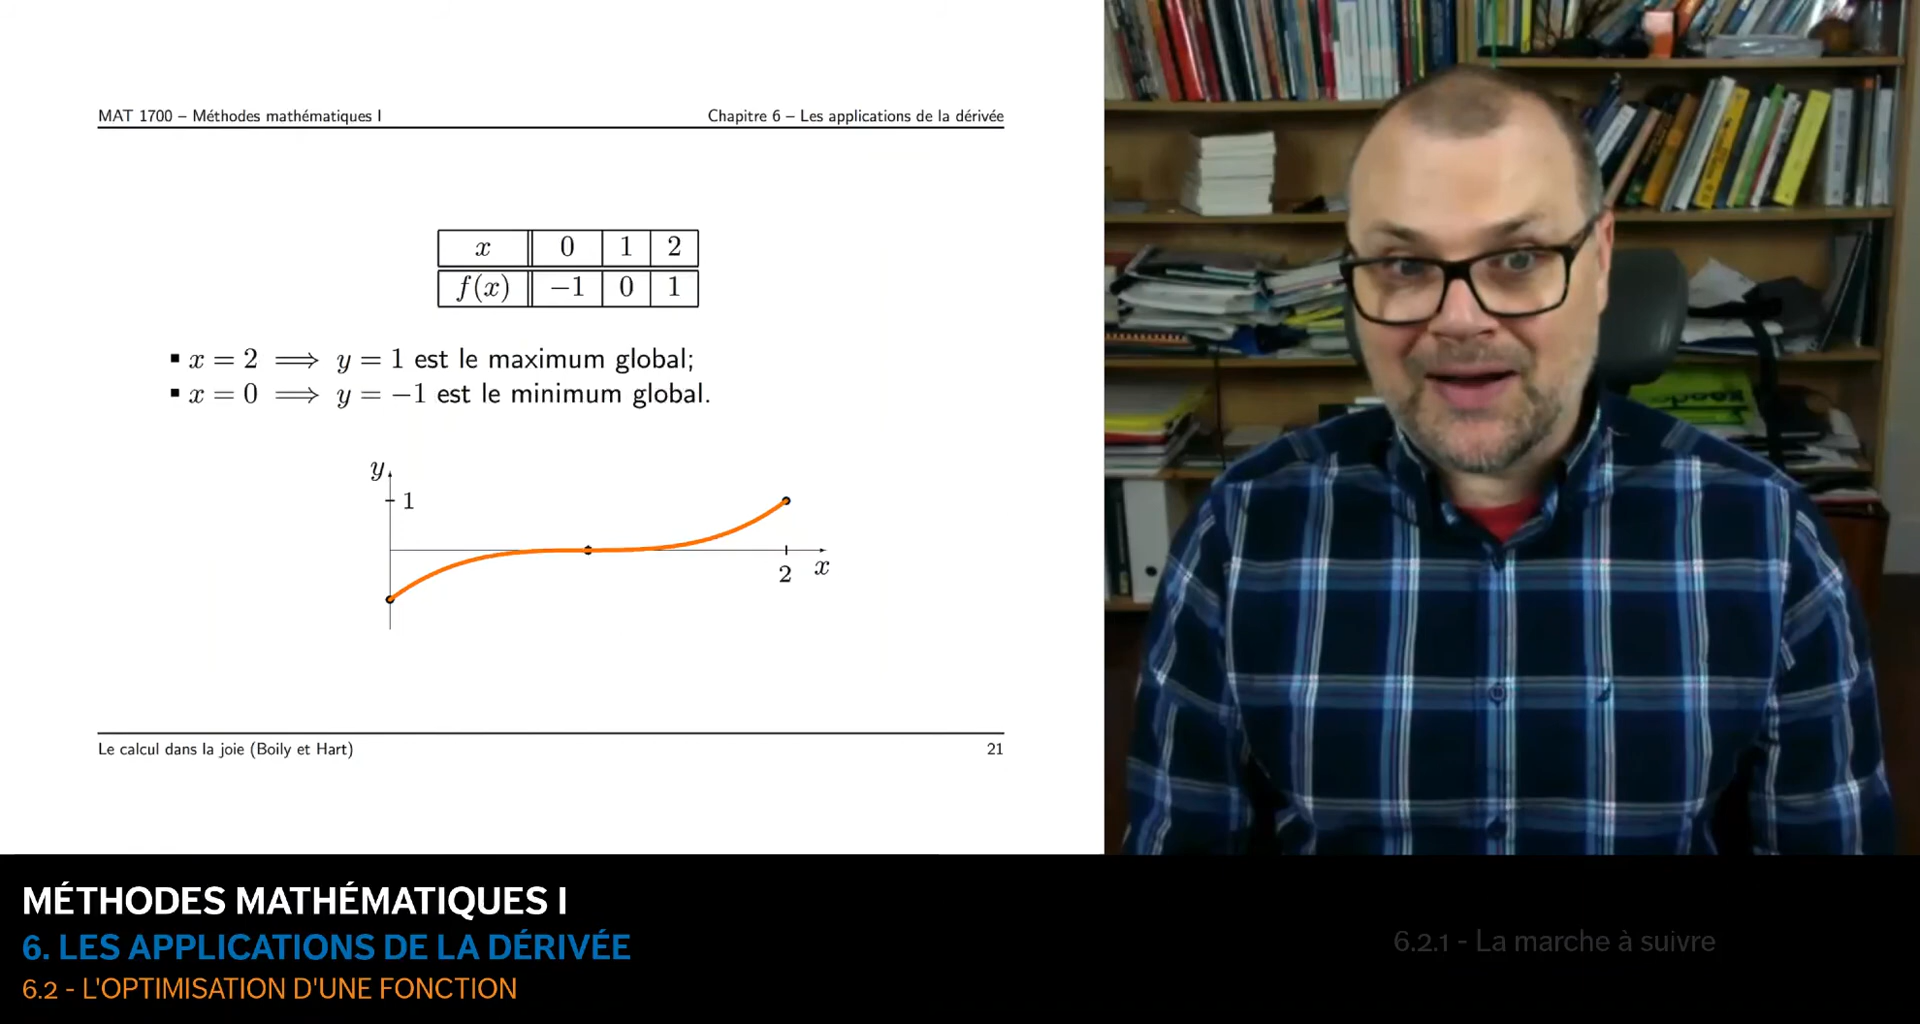 MAT 1700 – Méthodes mathématiques I
Chapitre 6 – Les applications de la dérivée
x 0 1 2
f(x) −1 0 1
▪ x = 2 ⟹ y = 1 est le maximum global;
▪ x = 0 ⟹ y = −1 est le minimum global.
y
1
2
x
Le calcul dans la joie (Boily et Hart)
21
MÉTHODES MATHÉMATIQUES I
6. LES APPLICATIONS DE LA DÉRIVÉE
6.2 - L'OPTIMISATION D'UNE FONCTION
6.2.1 - La marche à suivre